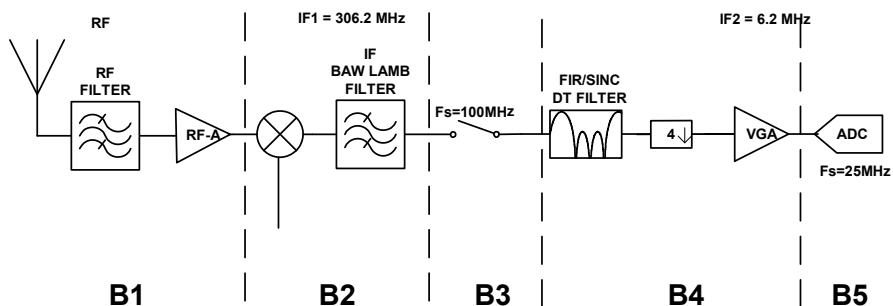 RF
IF1 = 306.2 MHz
IF2 = 6.2 MHz
RF
FILTER
RF-A
IF
BAW LAMB
FILTER
Fs=100MHz
FIR/SINC
DT FILTER
4
VGA
ADC
Fs=25MHz
B1
B2
B3
B4
B5